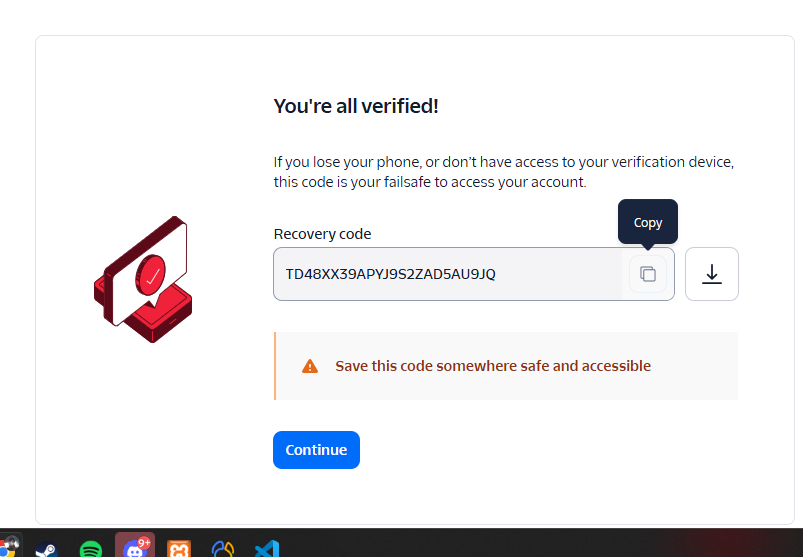 You're all verified!
If you lose your phone, or don't have access to your verification device,
this code is your failsafe to access your account.
Copy
Recovery code
TD48XX39APYJ9S2ZAD5AU9JQ
Save this code somewhere safe and accessible
Continue
9+